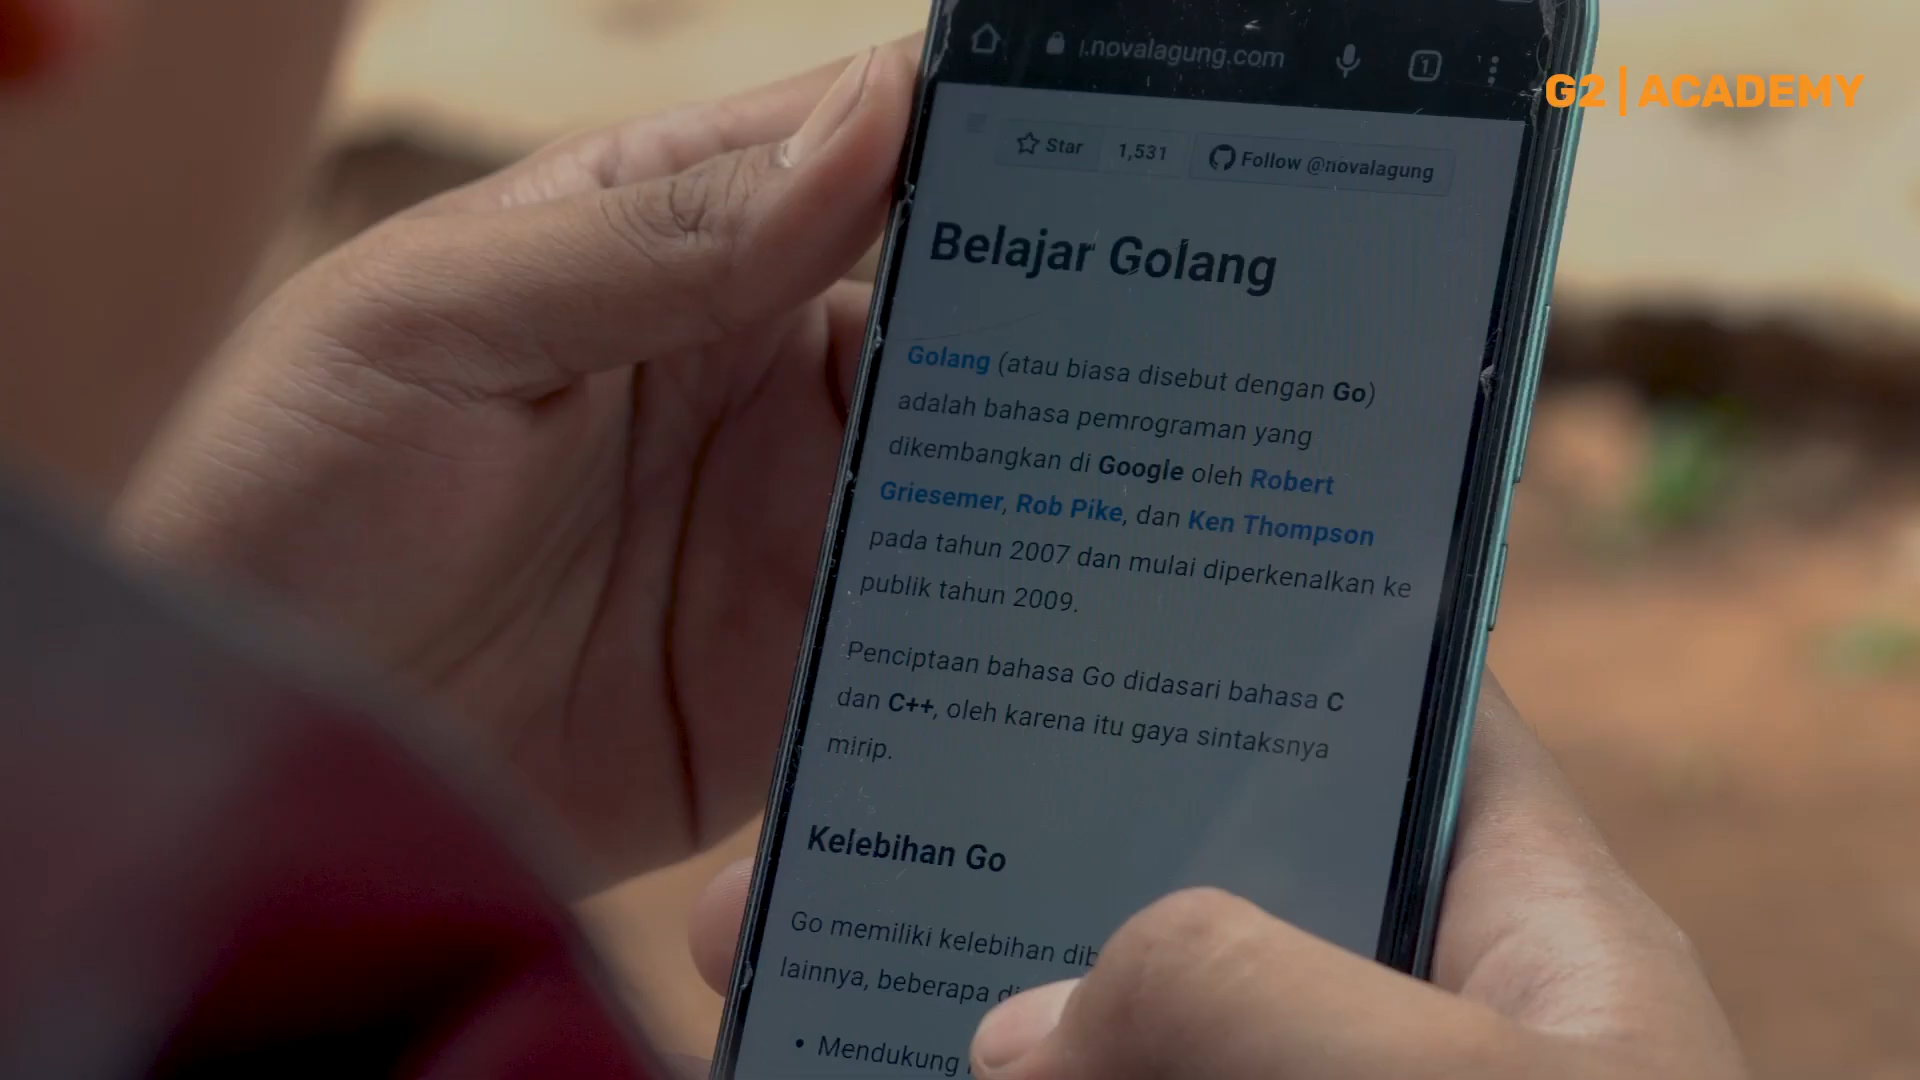 .novalagung.com
1
G2 | ACADEMY
Star 1,531 Follow @novalagung
Belajar Golang
Golang (atau biasa disebut dengan Go)
adalah bahasa pemrograman yang
dikembangkan di Google oleh Robert
Griesemer, Rob Pike, dan Ken Thompson
pada tahun 2007 dan mulai diperkenalkan ke
publik tahun 2009.
Penciptaan bahasa Go didasari bahasa C
dan C++, oleh karena itu gaya sintaksnya
mirip.
Kelebihan Go
Go memiliki kelebihan
lainnya, beberapa
• Mendukung